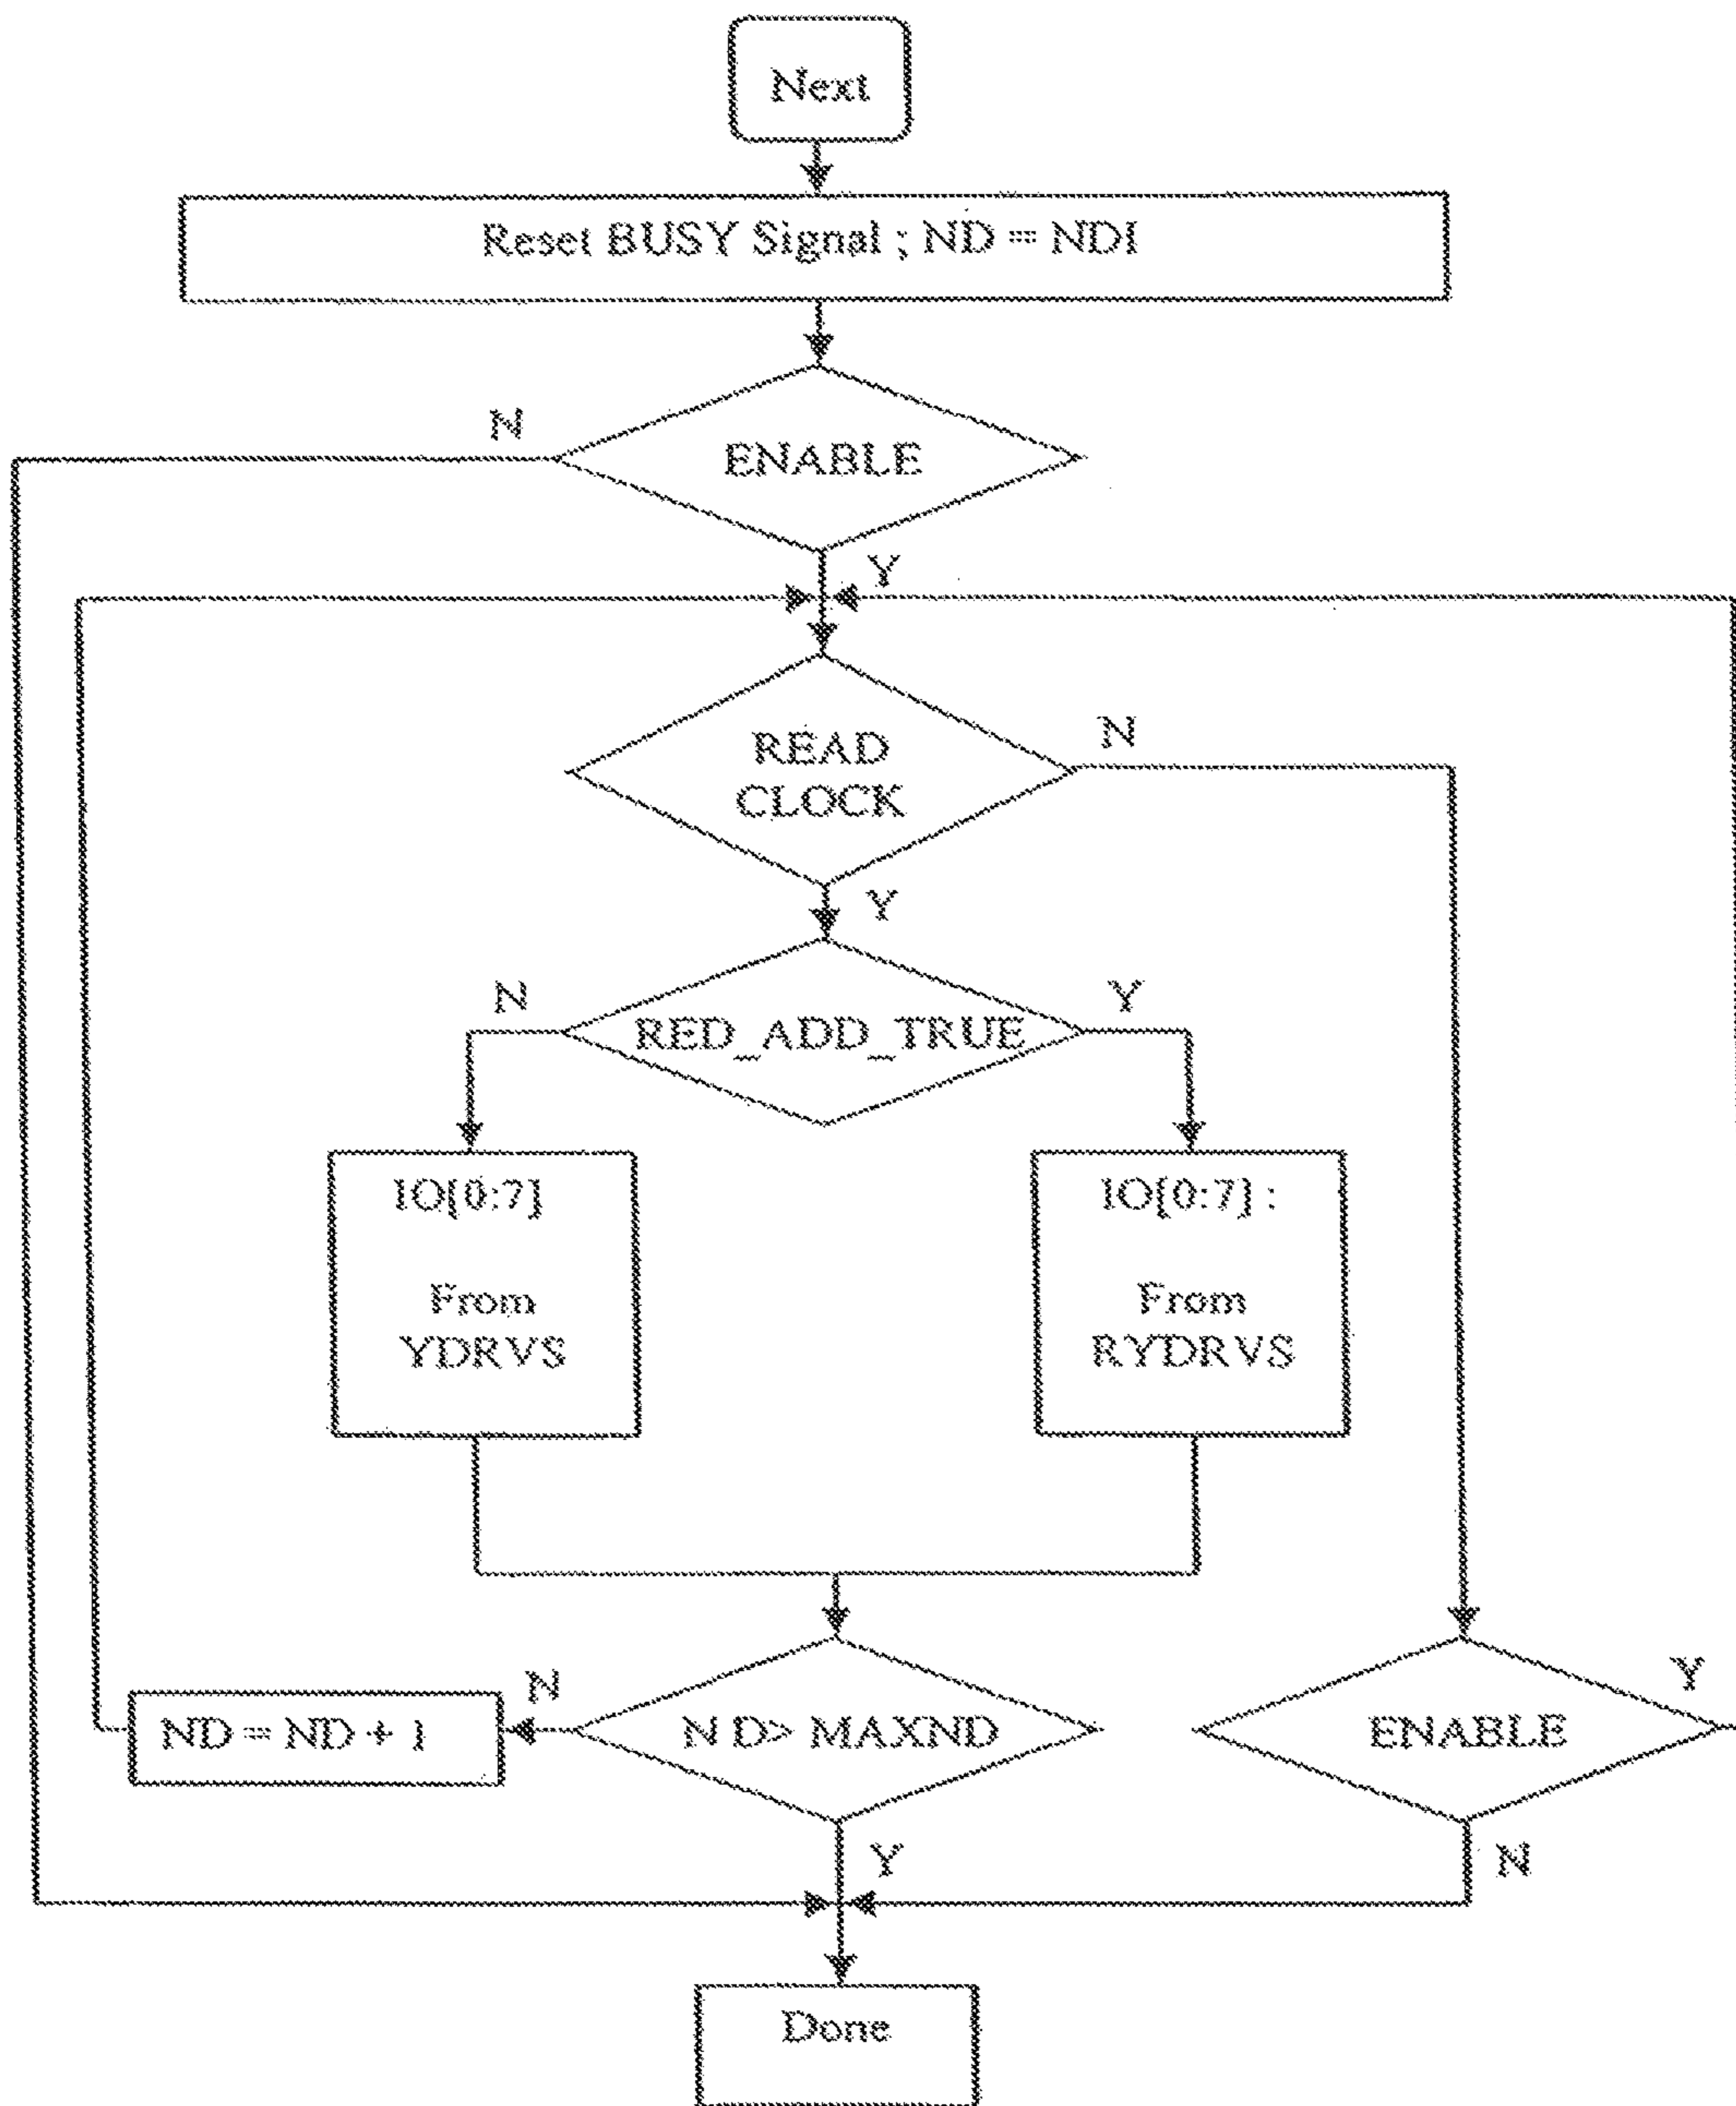 Next
Reset BUSY Signal ; ND = NDI
N
ENABLE
Y
READ
CLOCK
N
Y
N
RED_ADD_TRUE
Y
IO[0:7]
From
YDRVS
IO[0:7] :
From
RYDRVS
ND = ND + 1
N
N D> MAXND
Y
ENABLE
Y
N
Done